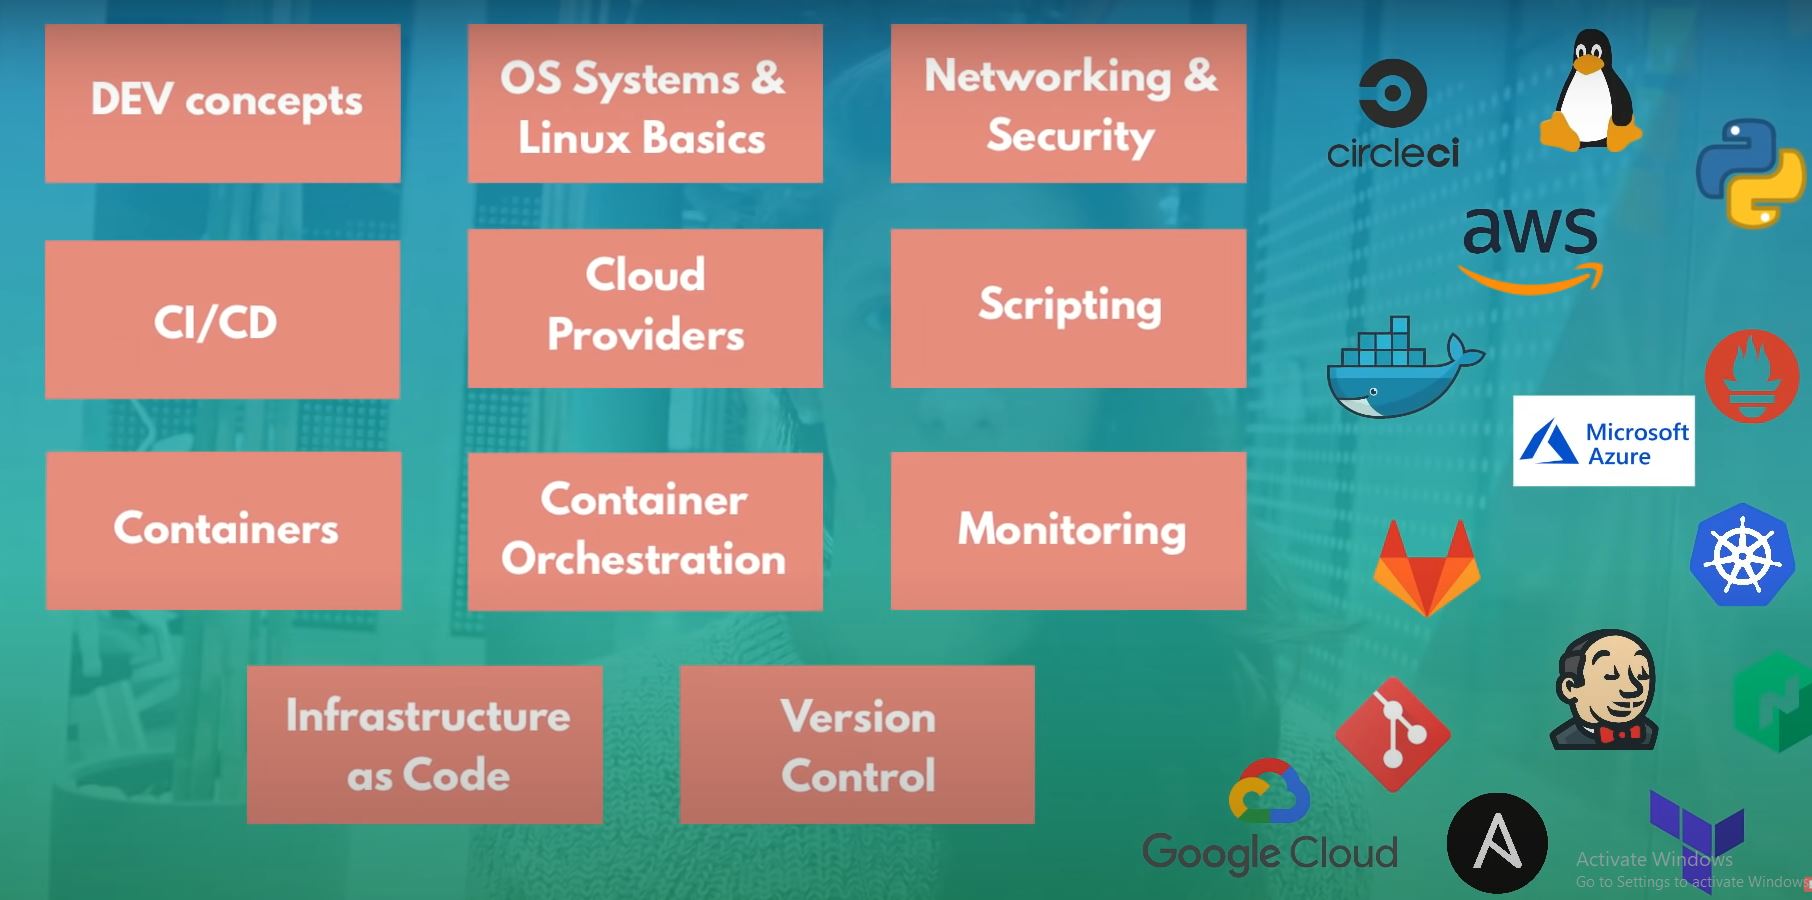 DEV concepts
OS Systems &
Linux Basics
Networking &
Security
CI/CD
Cloud
Providers
Scripting
Containers
Container
Orchestration
Monitoring
Infrastructure
as Code
Version
Control
circleci
aws
Microsoft
Azure
Google Cloud
Activate Windows
Go to Settings to activate Windows